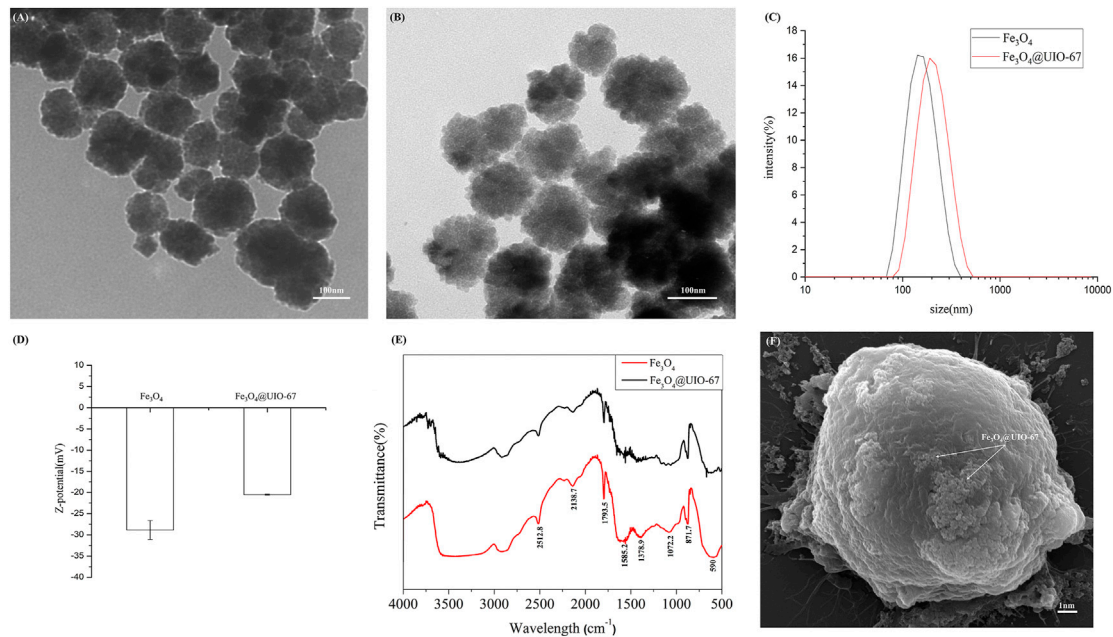 (A)
100nm
(B)
100nm
(C)
Fe₃O₄
Fe₃O₄@UIO-67
18
16
14
12
10
8
6
4
2
0
intensity(%)
10
100
1000
10000
size(nm)
(D)
10
5
0
-5
-10
-15
-20
-25
-30
-35
-40
Z-potential(mV)
Fe₃O₄
Fe₃O₄@UIO-67
(E)
Fe₃O₄
Fe₃O₄@UIO-67
Transmittance(%)
2512.8
2138.7
1793.5
1585.2
1378.9
1072.2
871.7
590
4000
3500
3000
2500
2000
1500
1000
500
Wavelength (cm⁻¹)
(F)
Fe₃O₄@UIO-67
1nm